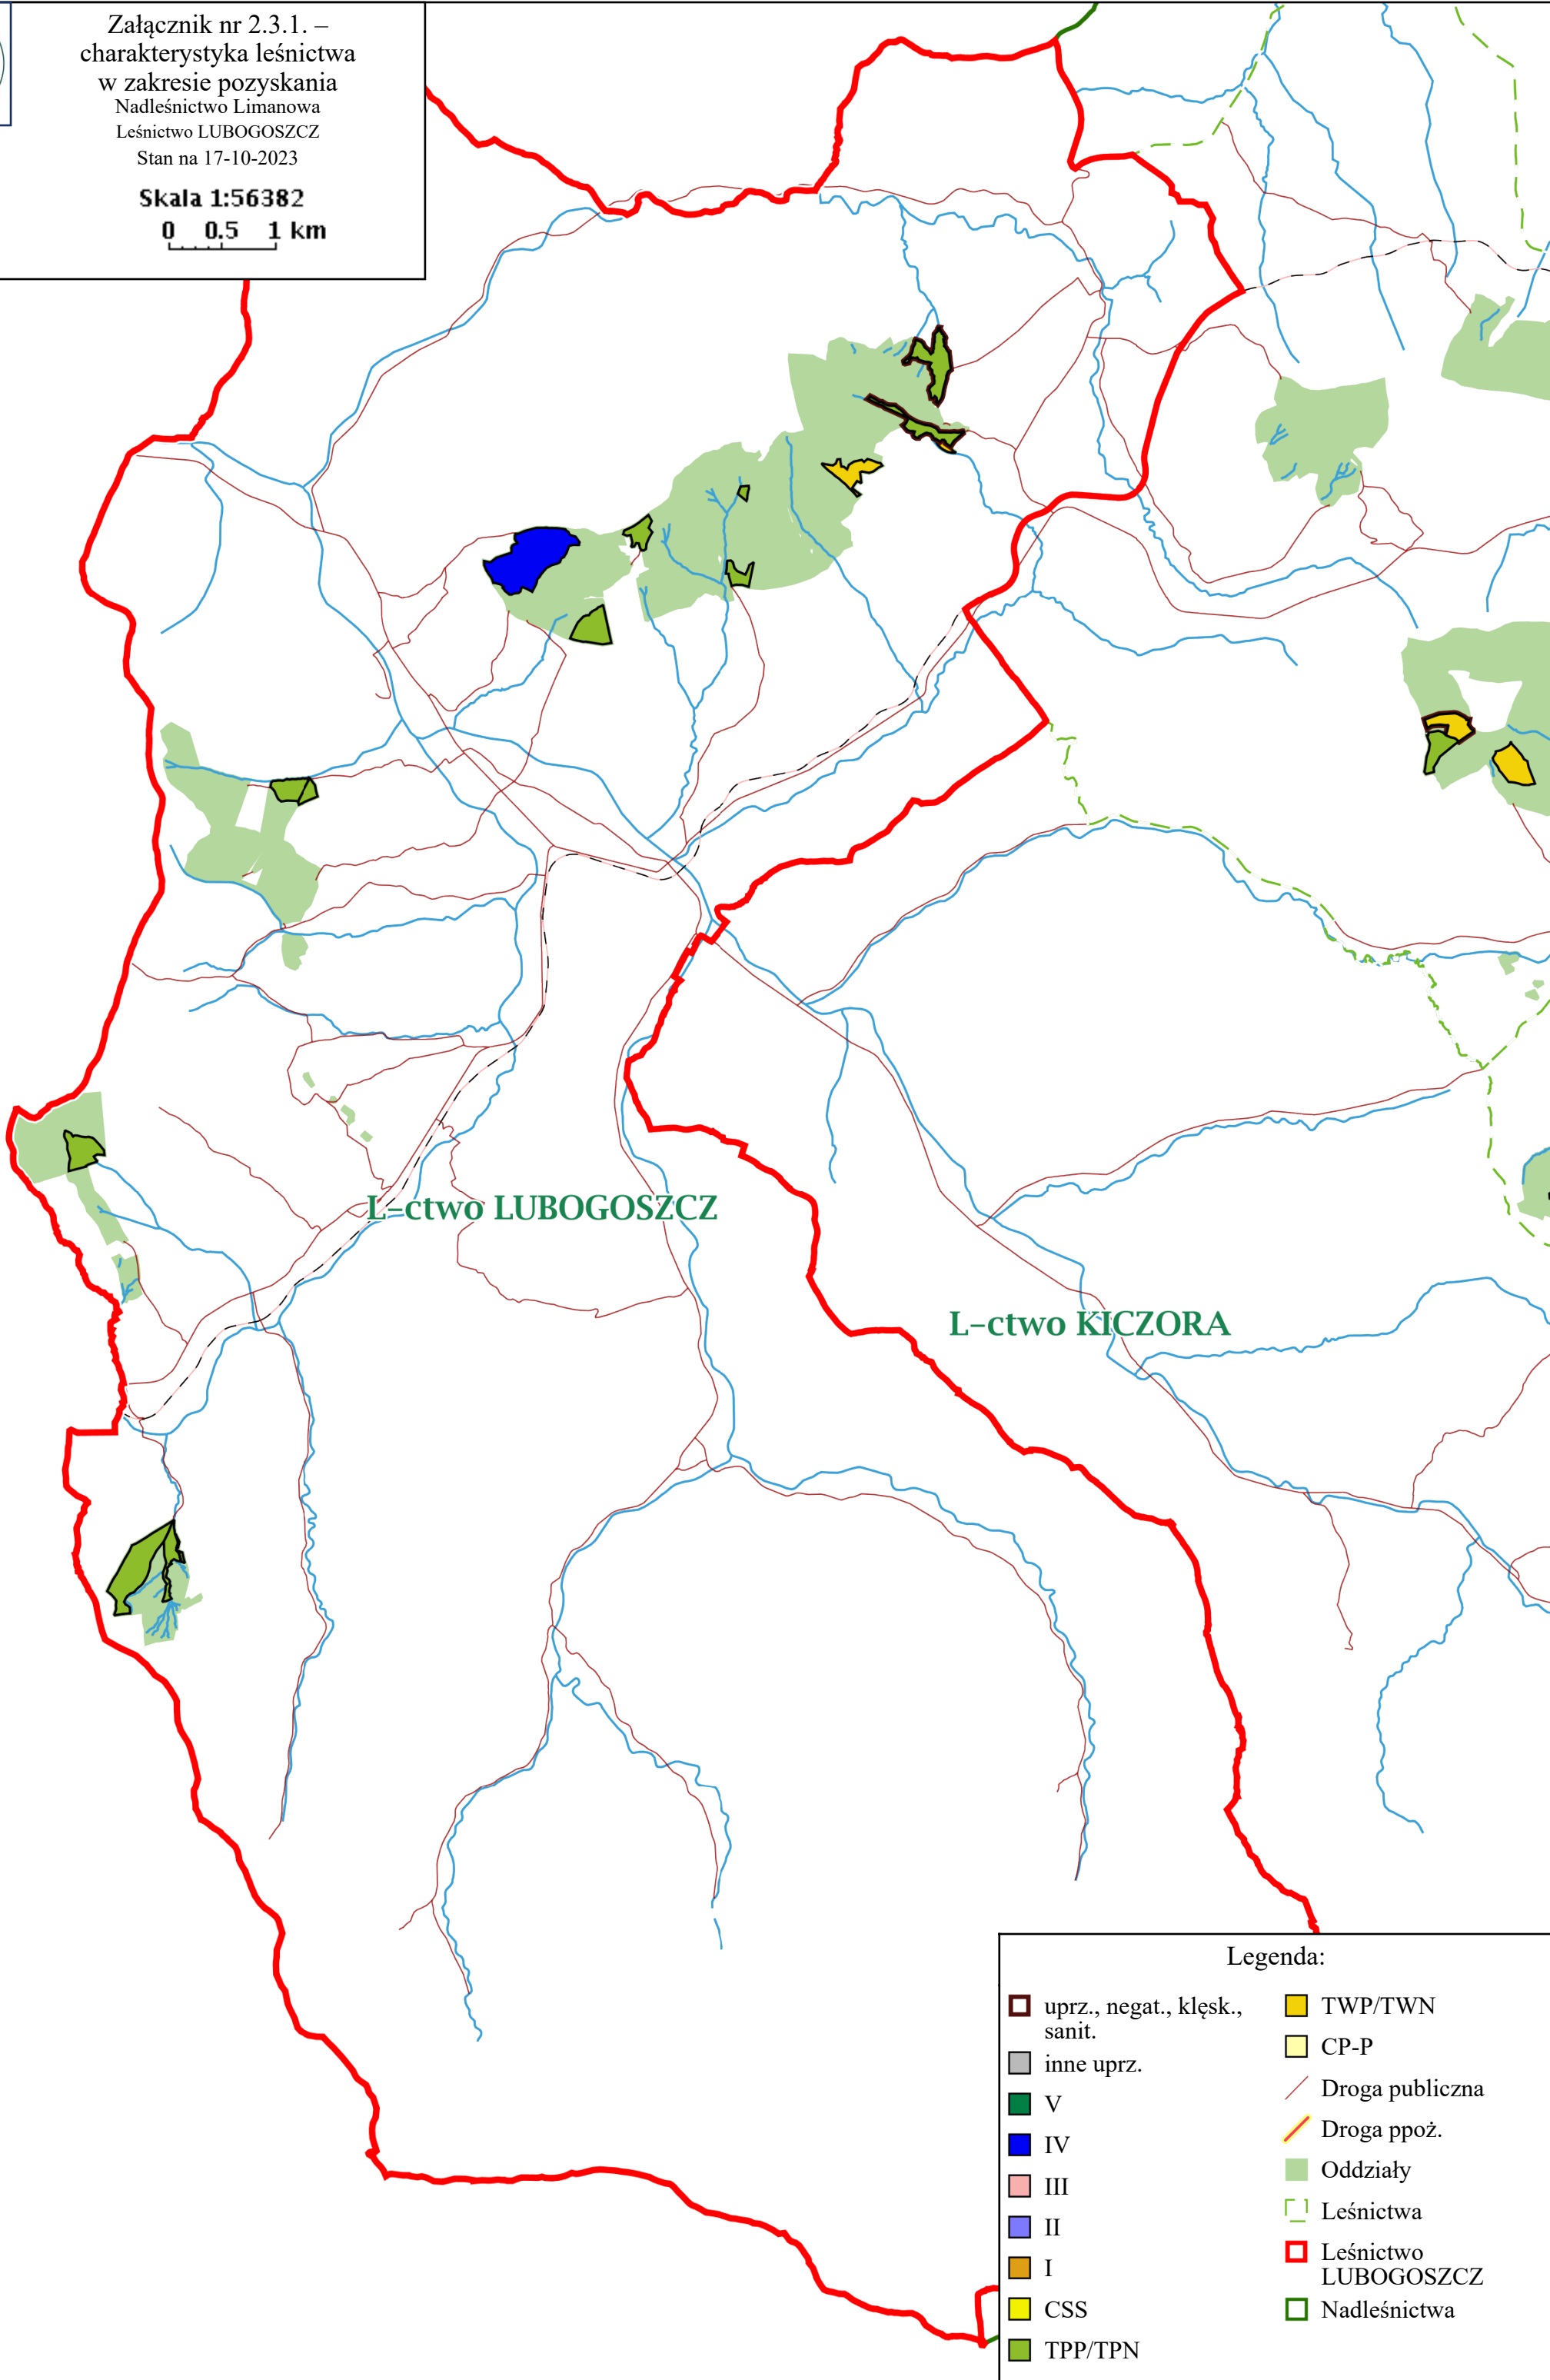 Załącznik nr 2.3.1. –
charakterystyka leśnictwa
w zakresie pozyskania
Nadleśnictwo Limanowa
Leśnictwo LUBOGOSZCZ
Stan na 17-10-2023
Skala 1:56382
0 0.5 1 km
L-ctwo LUBOGOSZCZ
L-ctwo KICZORA
Legenda:
uprz., negat., klęsk.,
sanit.
inne uprz.
V
IV
III
II
I
CSS
TPP/TPN
TWP/TWN
CP-P
Droga publiczna
Droga ppoż.
Oddziały
Leśnictwa
Leśnictwo
LUBOGOSZCZ
Nadleśnictwa